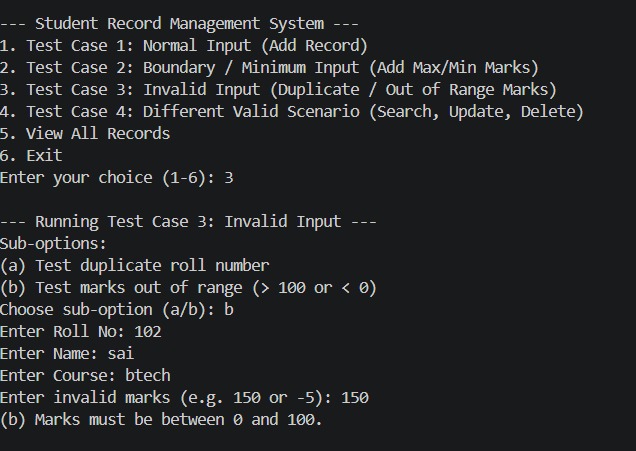 --- Student Record Management System ---
1. Test Case 1: Normal Input (Add Record)
2. Test Case 2: Boundary / Minimum Input (Add Max/Min Marks)
3. Test Case 3: Invalid Input (Duplicate / Out of Range Marks)
4. Test Case 4: Different Valid Scenario (Search, Update, Delete)
5. View All Records
6. Exit
Enter your choice (1-6): 3

--- Running Test Case 3: Invalid Input ---
Sub-options:
(a) Test duplicate roll number
(b) Test marks out of range (> 100 or < 0)
Choose sub-option (a/b): b
Enter Roll No: 102
Enter Name: sai
Enter Course: btech
Enter invalid marks (e.g. 150 or -5): 150
(b) Marks must be between 0 and 100.